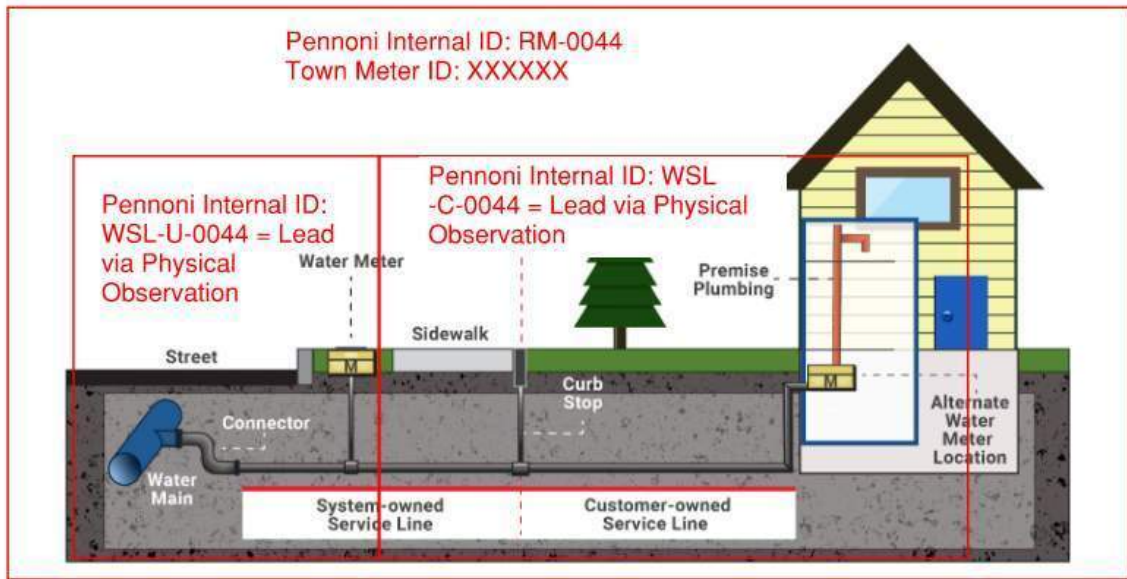 Pennoni Internal ID: RM-0044
Town Meter ID: XXXXXX
Pennoni Internal ID:
WSL-U-0044 = Lead
via Physical
Observation
Pennoni Internal ID: WSL
-C-0044 = Lead via Physical
Observation
Water Meter
Premise
Plumbing
Street
Sidewalk
M
Curb
Stop
M
Connector
Alternate
Water
Meter
Location
Water
Main
System-owned
Service Line
Customer-owned
Service Line